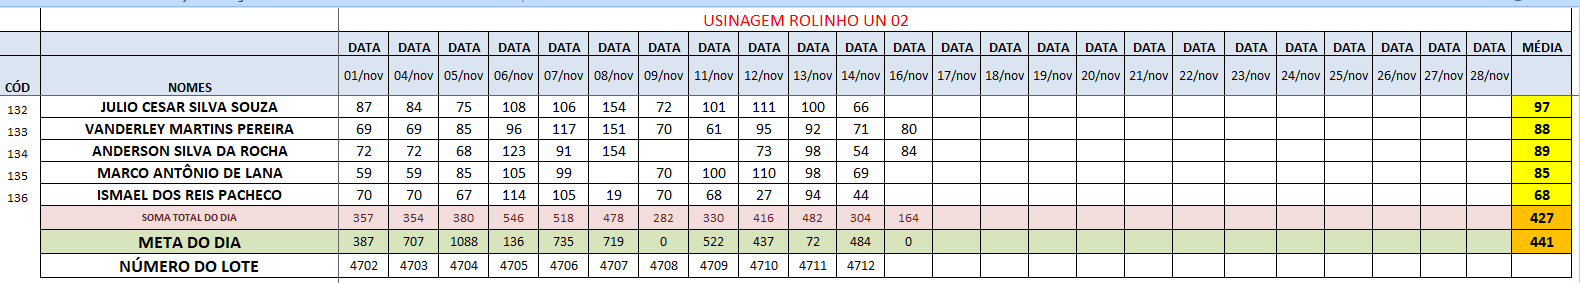 USINAGEM ROLINHO UN 02
DATA DATA DATA DATA DATA DATA DATA DATA DATA DATA DATA DATA DATA DATA DATA DATA DATA DATA DATA DATA DATA DATA DATA DATA MÉDIA
CÓD NOMES 01/nov 04/nov 05/nov 06/nov 07/nov 08/nov 09/nov 11/nov 12/nov 13/nov 14/nov 16/nov 17/nov 18/nov 19/nov 20/nov 21/nov 22/nov 23/nov 24/nov 25/nov 26/nov 27/nov 28/nov
132 JULIO CESAR SILVA SOUZA 87 84 75 108 106 154 72 101 111 100 66 97
133 VANDERLEY MARTINS PEREIRA 69 69 85 96 117 151 70 61 95 92 71 80 88
134 ANDERSON SILVA DA ROCHA 72 72 68 123 91 154 73 98 54 84 89
135 MARCO ANTÔNIO DE LANA 59 59 85 105 99 70 100 110 98 69 85
136 ISMAEL DOS REIS PACHECO 70 70 67 114 105 19 70 68 27 94 44 68
SOMA TOTAL DO DIA 357 354 380 546 518 478 282 330 416 482 304 164 427
META DO DIA 387 707 1088 136 735 719 0 522 437 72 484 0 441
NÚMERO DO LOTE 4702 4703 4704 4705 4706 4707 4708 4709 4710 4711 4712